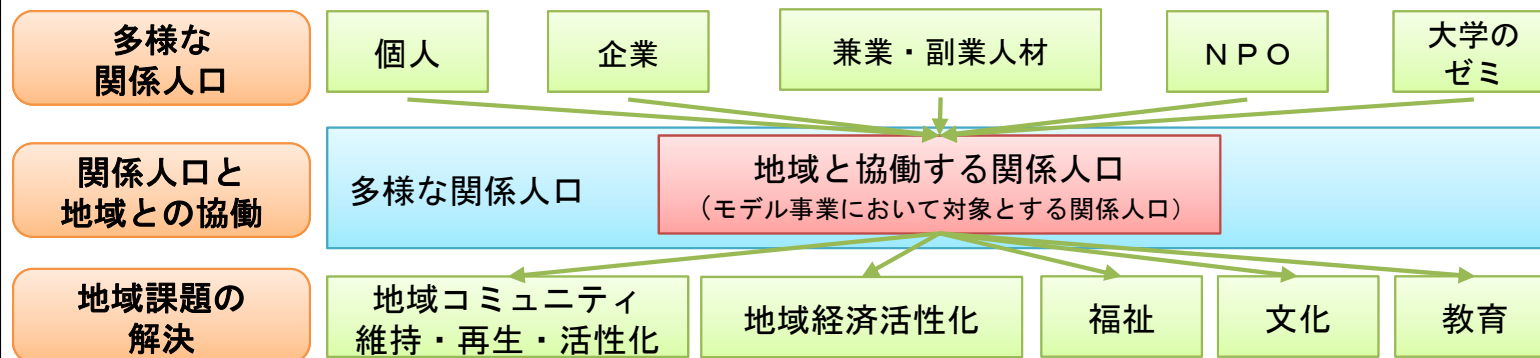 多様な
関係人口
個人
企業
兼業・副業人材
ＮＰＯ
大学の
ゼミ
関係人口と
地域との協働
多様な関係人口
地域と協働する関係人口
（モデル事業において対象とする関係人口）
地域課題の
解決
地域コミュニティ
維持・再生・活性化
地域経済活性化
福祉
文化
教育